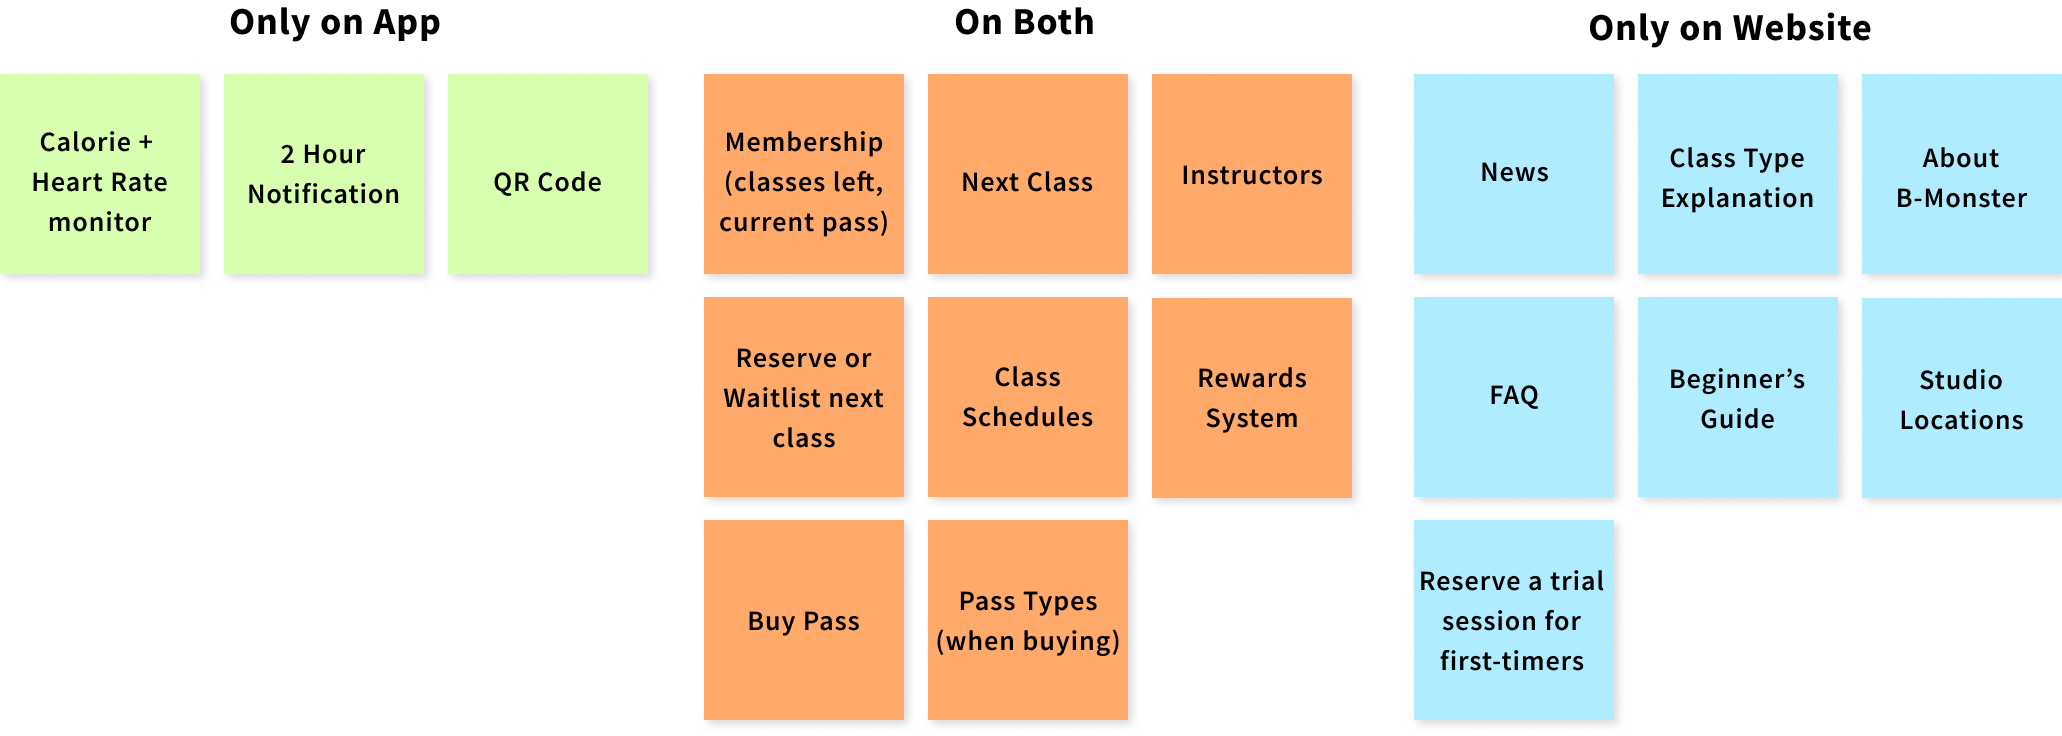 Only on App
Calorie +
Heart Rate
monitor
2 Hour
Notification
QR Code
On Both
Membership
(classes left,
current pass)
Next Class
Instructors
Reserve or
Waitlist next
class
Class
Schedules
Rewards
System
Buy Pass
Pass Types
(when buying)
Only on Website
News
Class Type
Explanation
About
B-Monster
FAQ
Beginner’s
Guide
Studio
Locations
Reserve a trial
session for
first-timers